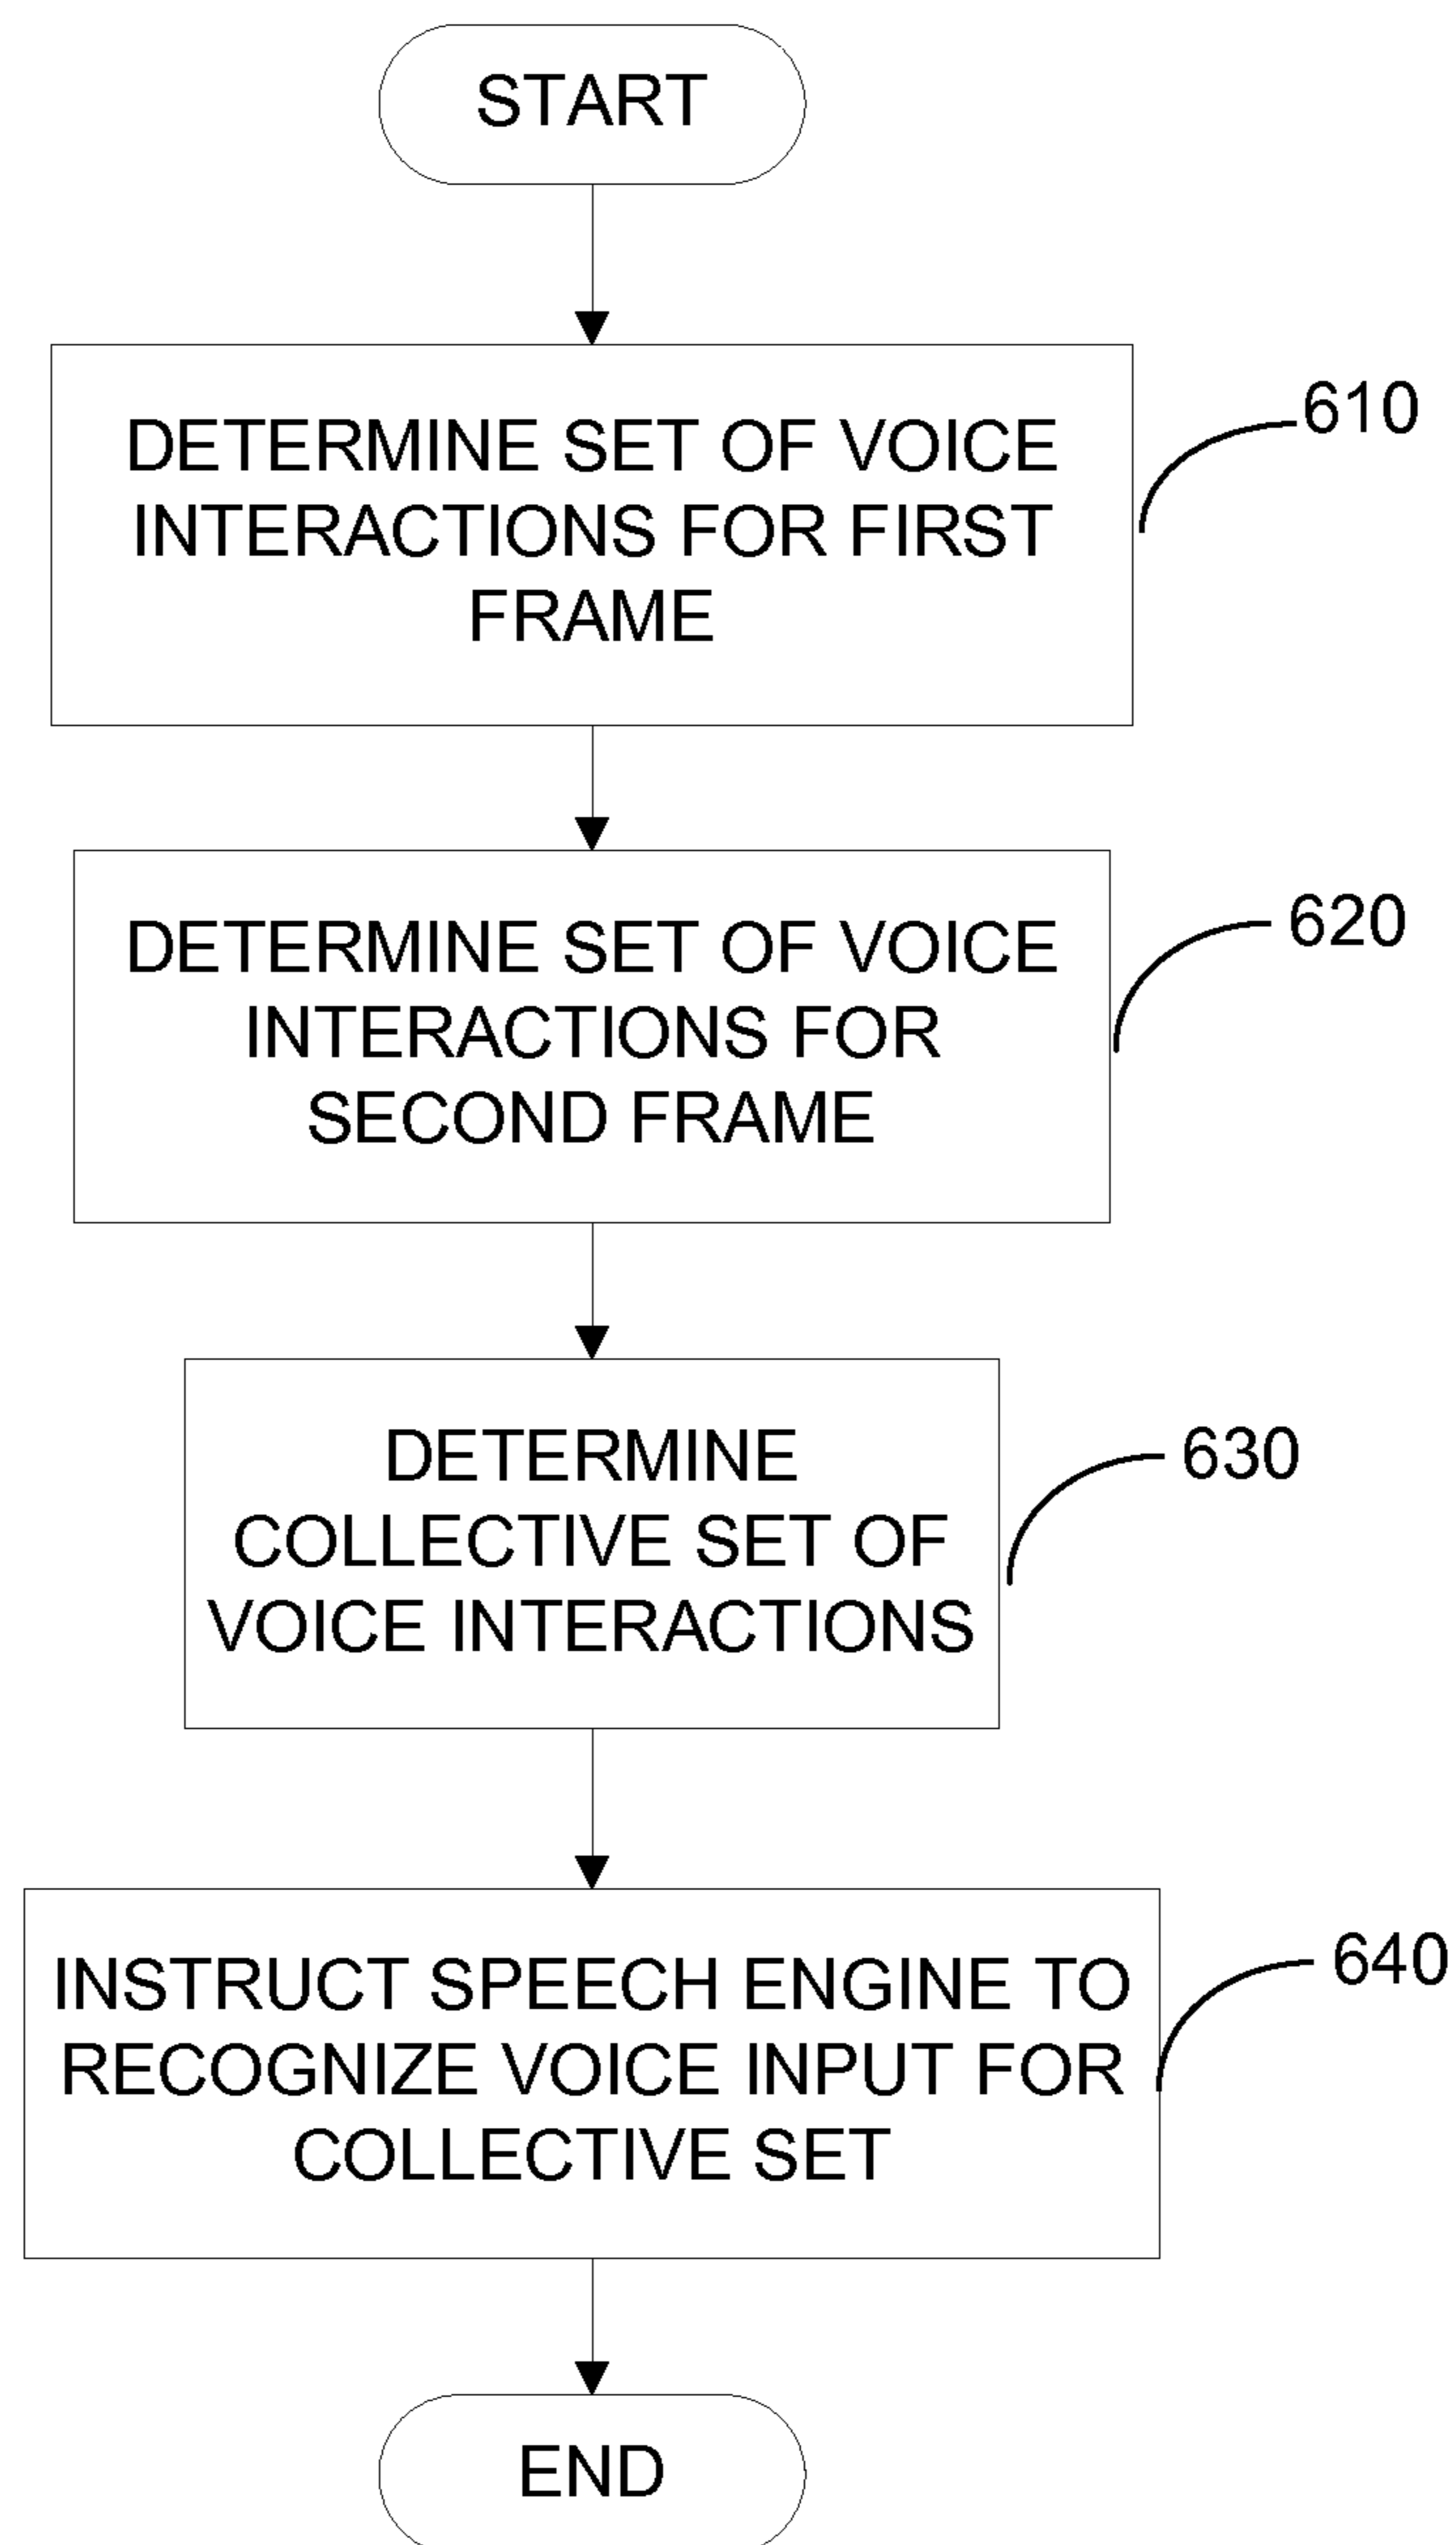 START
DETERMINE SET OF VOICE
INTERACTIONS FOR FIRST
FRAME
610
DETERMINE SET OF VOICE
INTERACTIONS FOR
SECOND FRAME
620
DETERMINE
COLLECTIVE SET OF
VOICE INTERACTIONS
630
INSTRUCT SPEECH ENGINE TO
RECOGNIZE VOICE INPUT FOR
COLLECTIVE SET
640
END